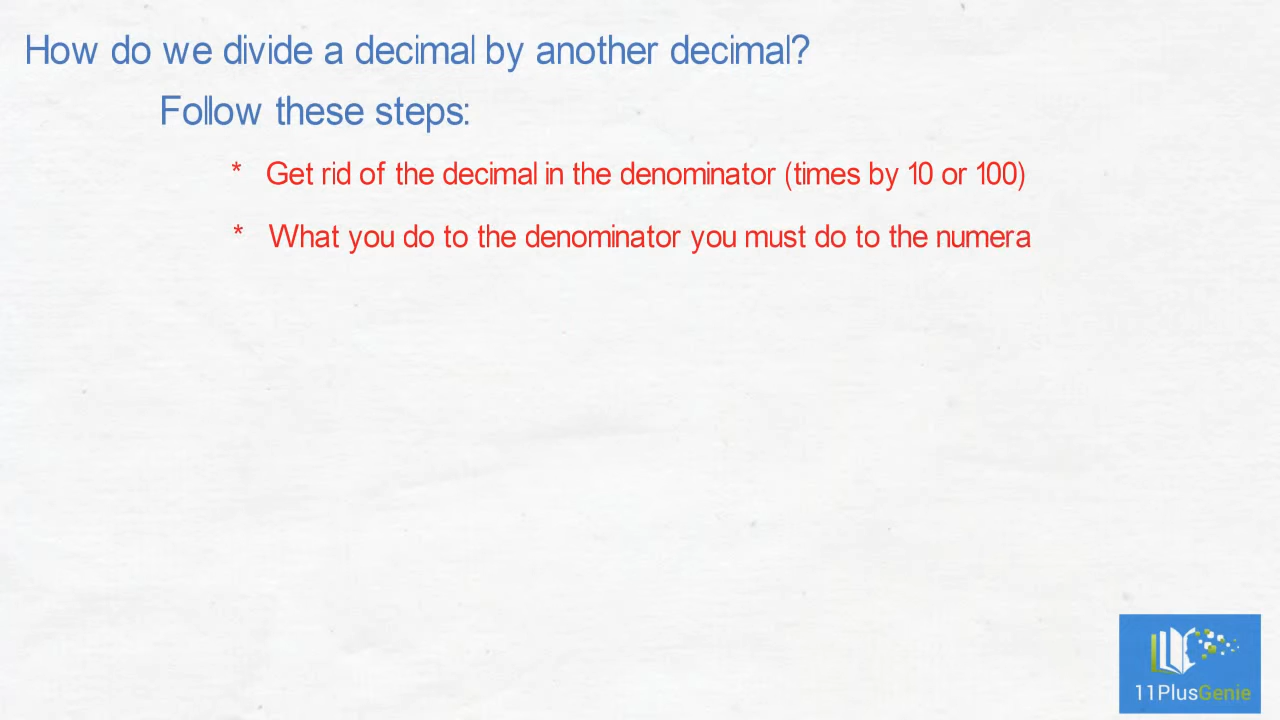 How do we divide a decimal by another decimal?
Follow these steps:
* Get rid of the decimal in the denominator (times by 10 or 100)
* What you do to the denominator you must do to the numera
11PlusGenie